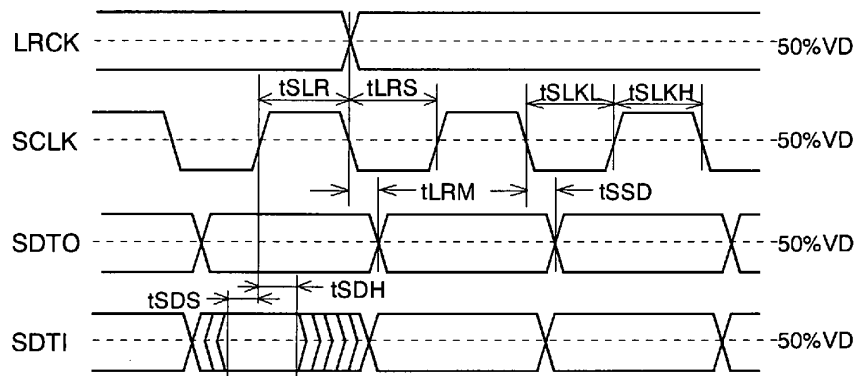 LRCK
50%VD
tSLR tLRS tSLKL tSLKH
SCLK
50%VD
tLRM tSSD
SDTO
50%VD
tSDS tSDH
SDTI
50%VD